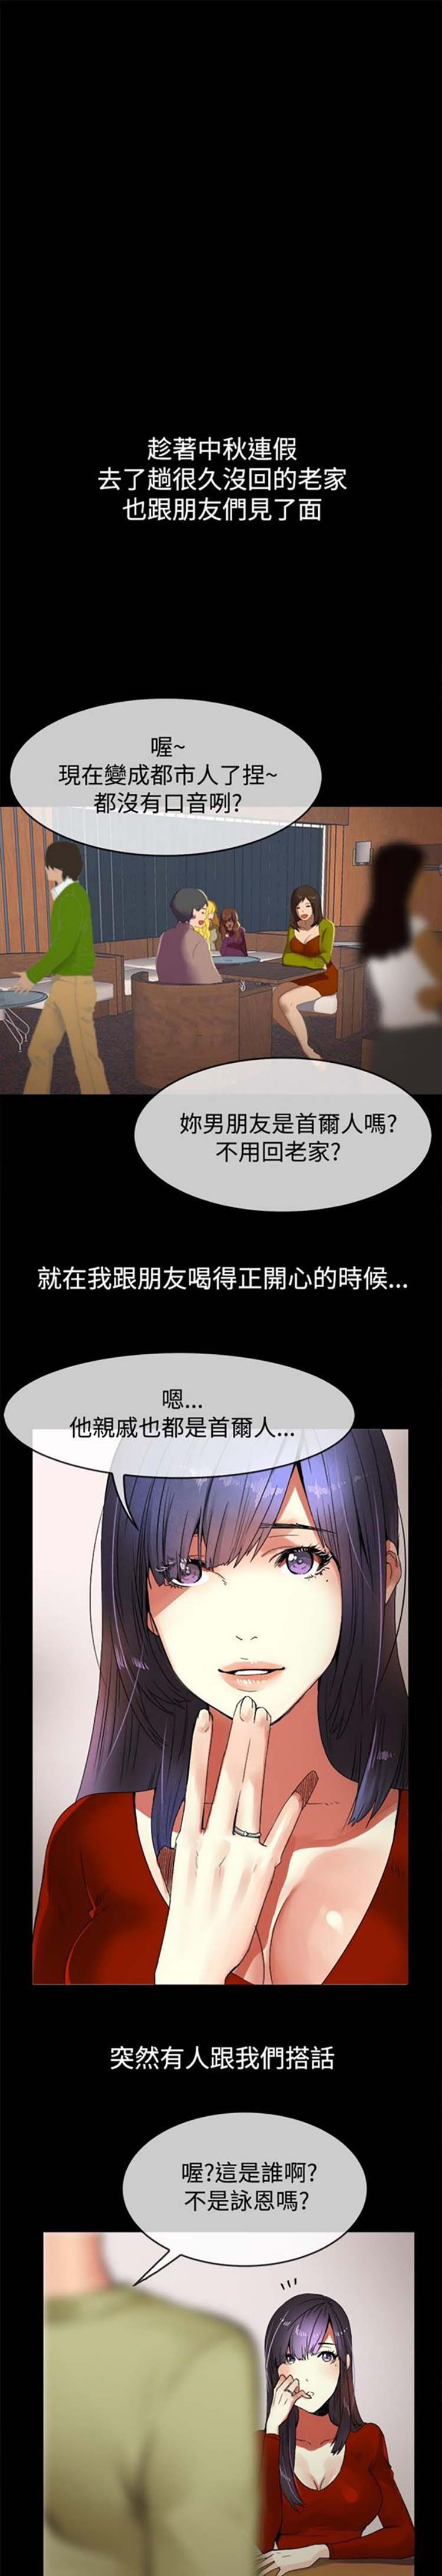 趁著中秋連假
去了趟很久沒回的老家
也跟朋友們見了面
喔~
現在變成都市人了捏~
都沒有口音咧?
妳男朋友是首爾人嗎?
不用回老家?
就在我跟朋友喝得正開心的時候...
嗯...
他親戚也都是首爾人...
突然有人跟我們搭話
喔?這是誰啊?
不是詠恩嗎?